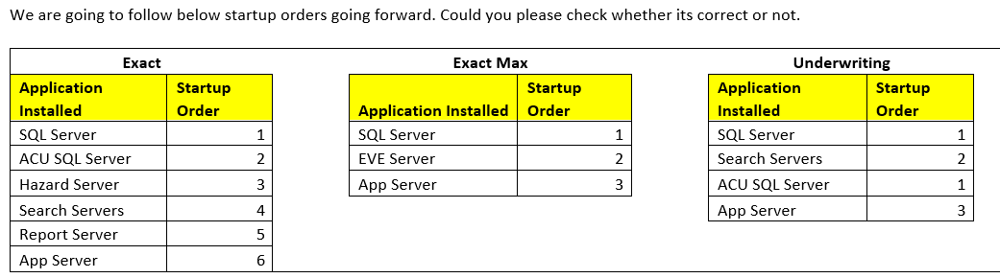 We are going to follow below startup orders going forward. Could you please check whether its correct or not.
Exact
Application Installed Startup Order
SQL Server 1
ACU SQL Server 2
Hazard Server 3
Search Servers 4
Report Server 5
App Server 6
Exact Max
Application Installed Startup Order
SQL Server 1
EVE Server 2
App Server 3
Underwriting
Application Installed Startup Order
SQL Server 1
Search Servers 2
ACU SQL Server 1
App Server 3